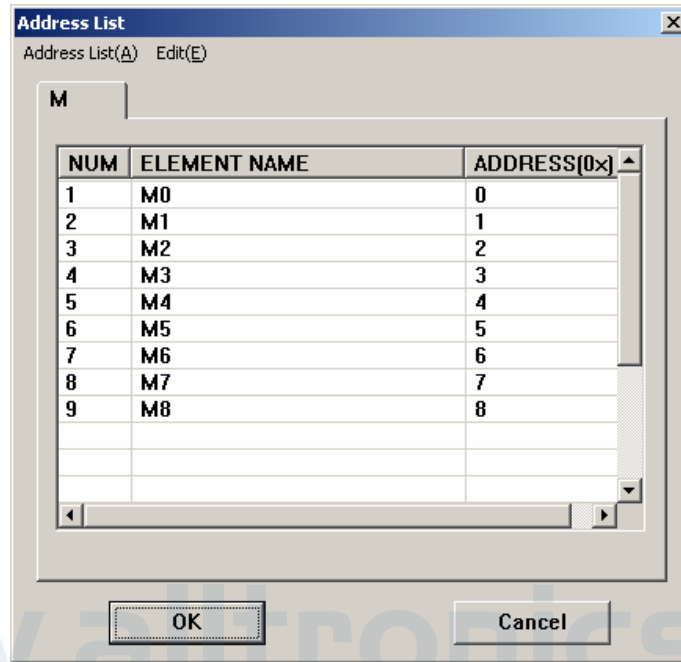 Address List
Address List(A) Edit(E)
M
NUM ELEMENT NAME ADDRESS(0x)
1 M0 0
2 M1 1
3 M2 2
4 M3 3
5 M4 4
6 M5 5
7 M6 6
8 M7 7
9 M8 8
OK Cancel